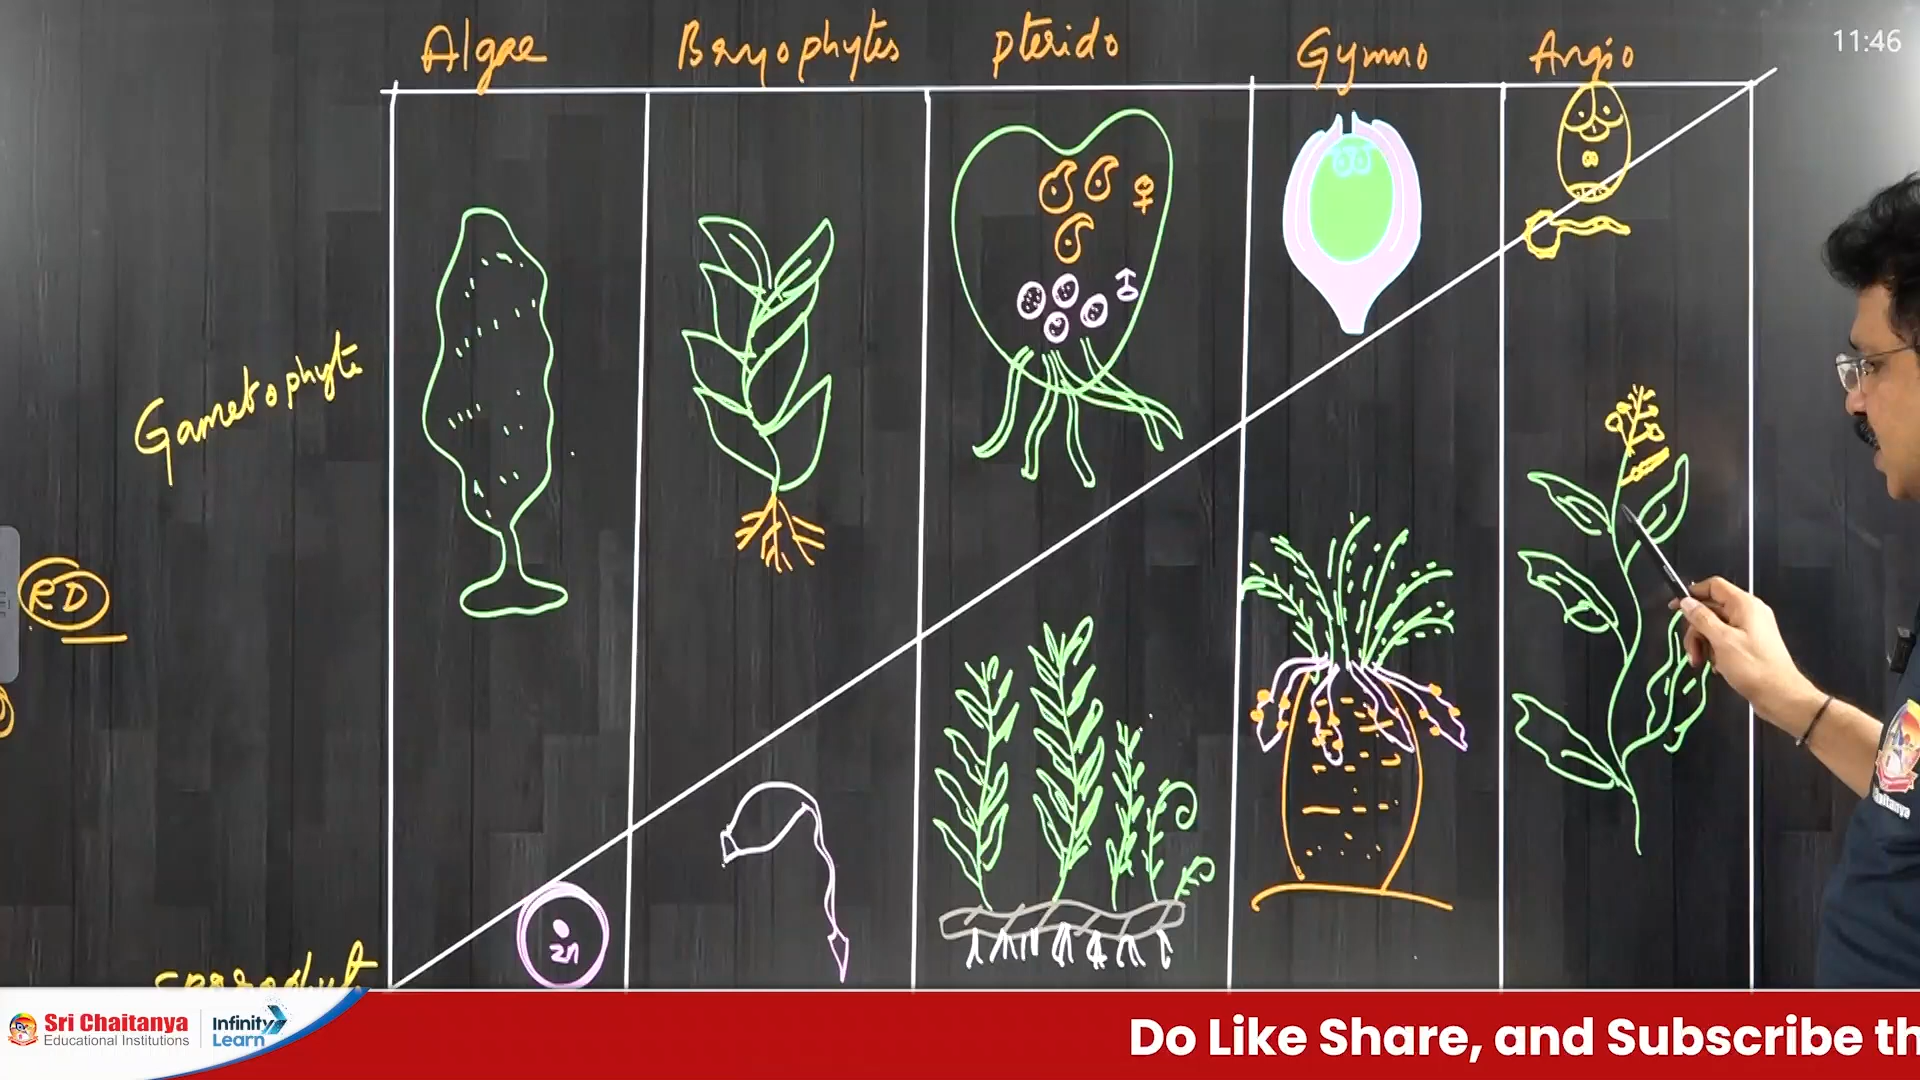 Algae Bryophytes Pterido Gymno Angio
11:46
♀
♂
Gametophyte
RD
2n
Sri Chaitanya
Educational Institutions
Infinity
Learn
Do Like Share, and Subscribe th